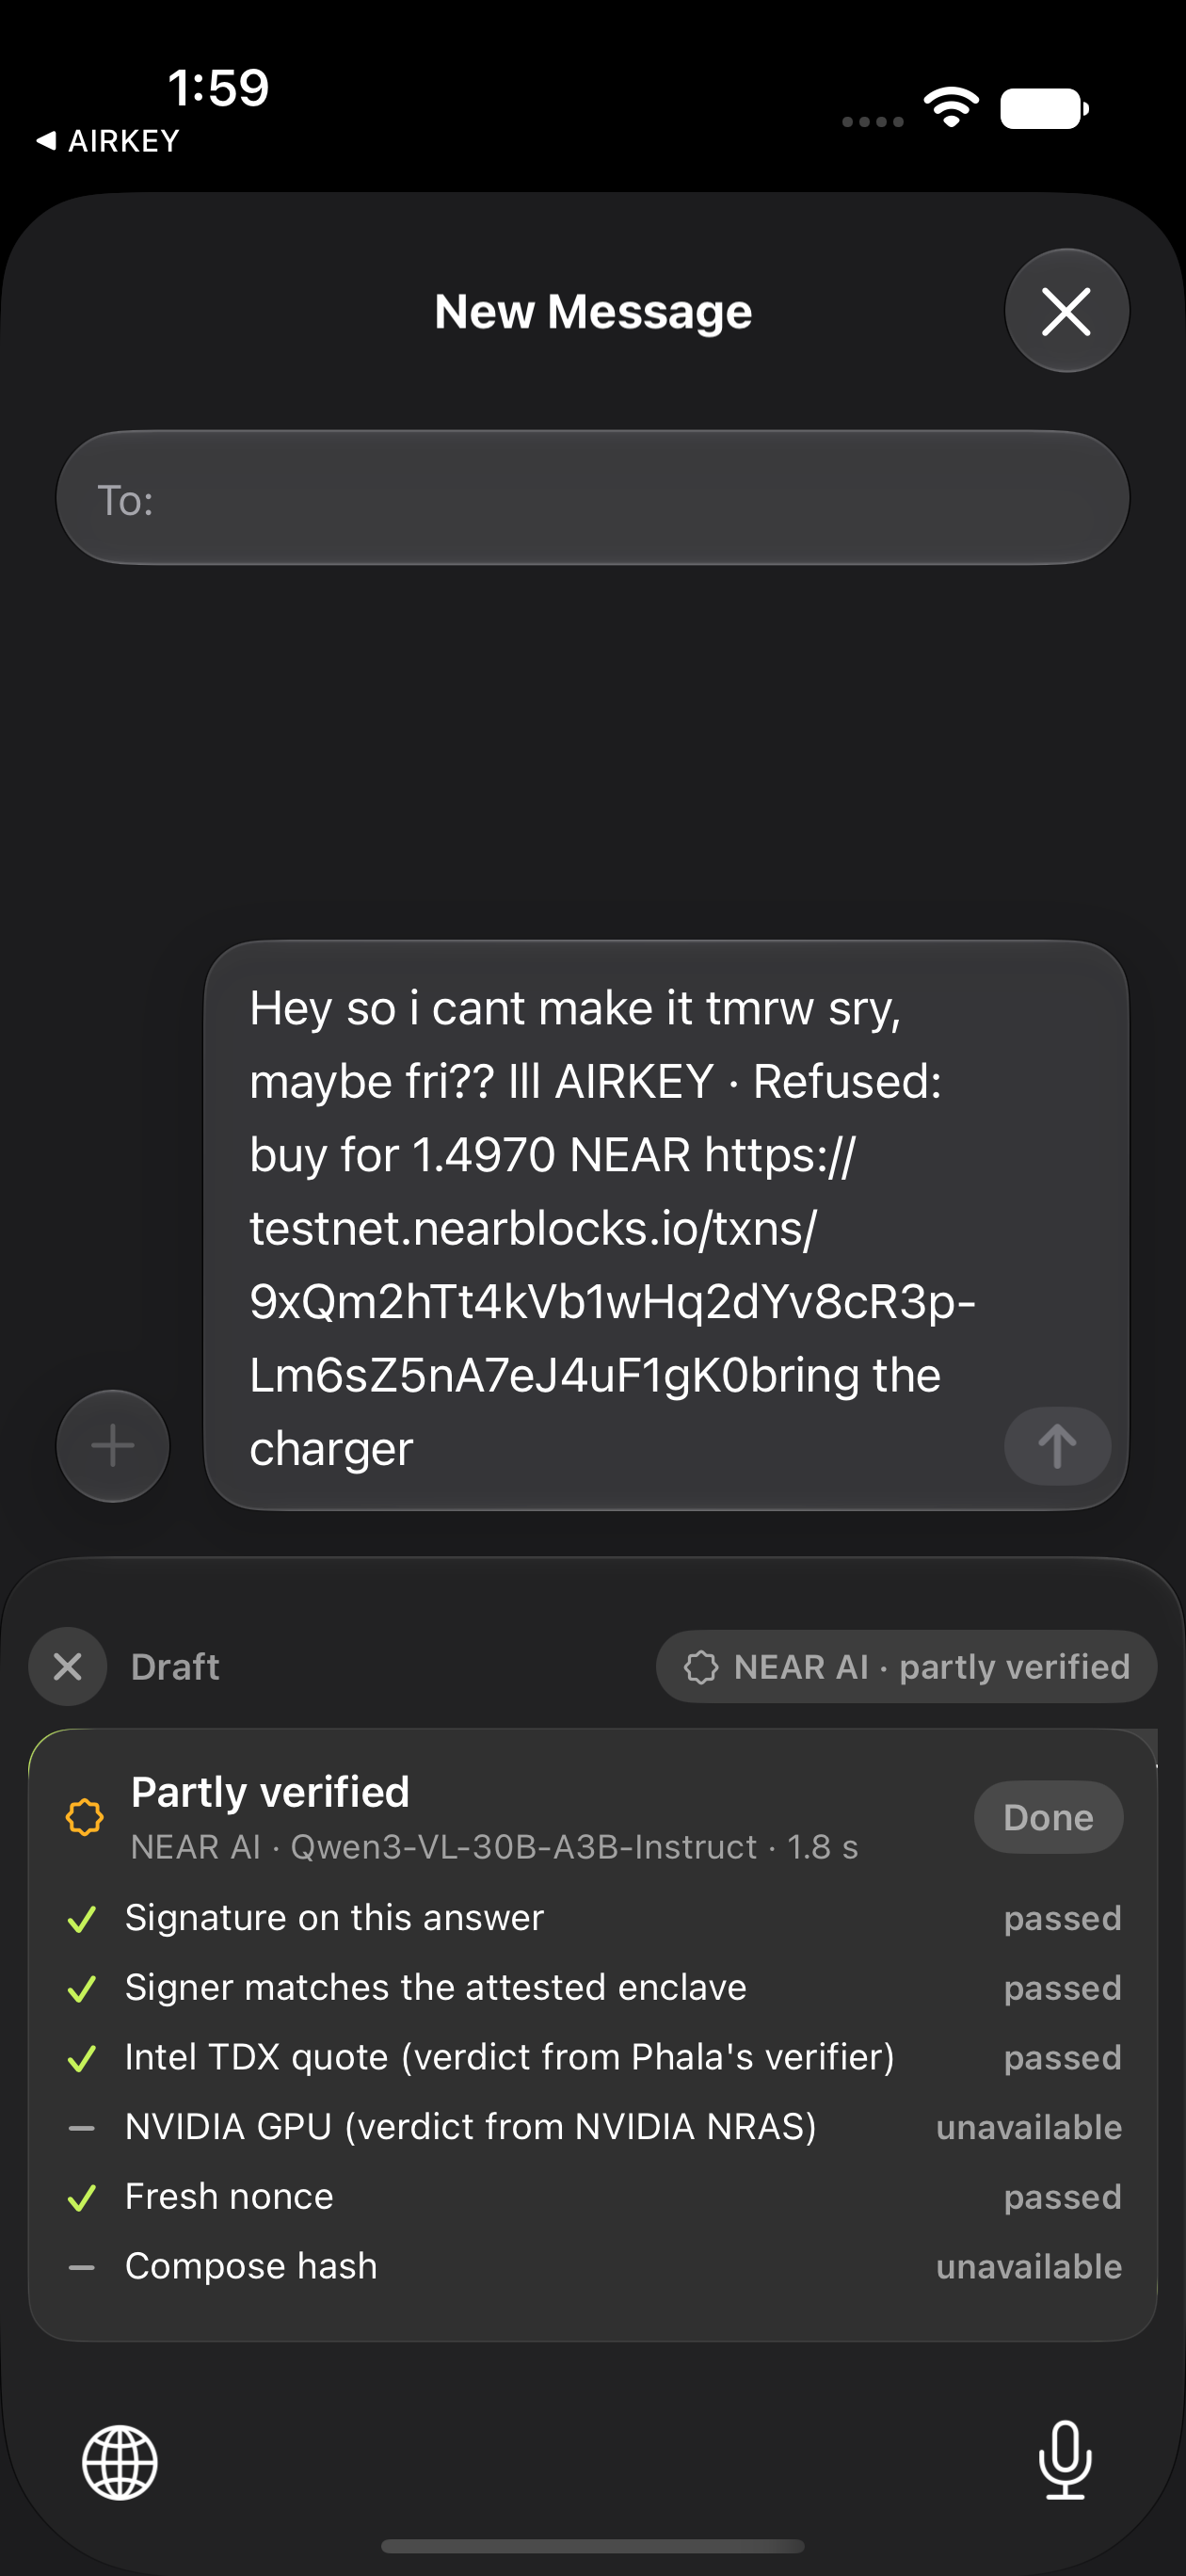 1:59
◀ AIRKEY
New Message
To:
Hey so i cant make it tmrw sry,
maybe fri?? Ill AIRKEY · Refused:
buy for 1.4970 NEAR https://
testnet.nearblocks.io/txns/
9xQm2hTt4kVb1wHq2dYv8cR3p-
Lm6sZ5nA7eJ4uF1gK0bring the
charger
Draft
NEAR AI · partly verified
Partly verified
NEAR AI · Qwen3-VL-30B-A3B-Instruct · 1.8 s
Done
Signature on this answer passed
Signer matches the attested enclave passed
Intel TDX quote (verdict from Phala's verifier) passed
NVIDIA GPU (verdict from NVIDIA NRAS) unavailable
Fresh nonce passed
Compose hash unavailable